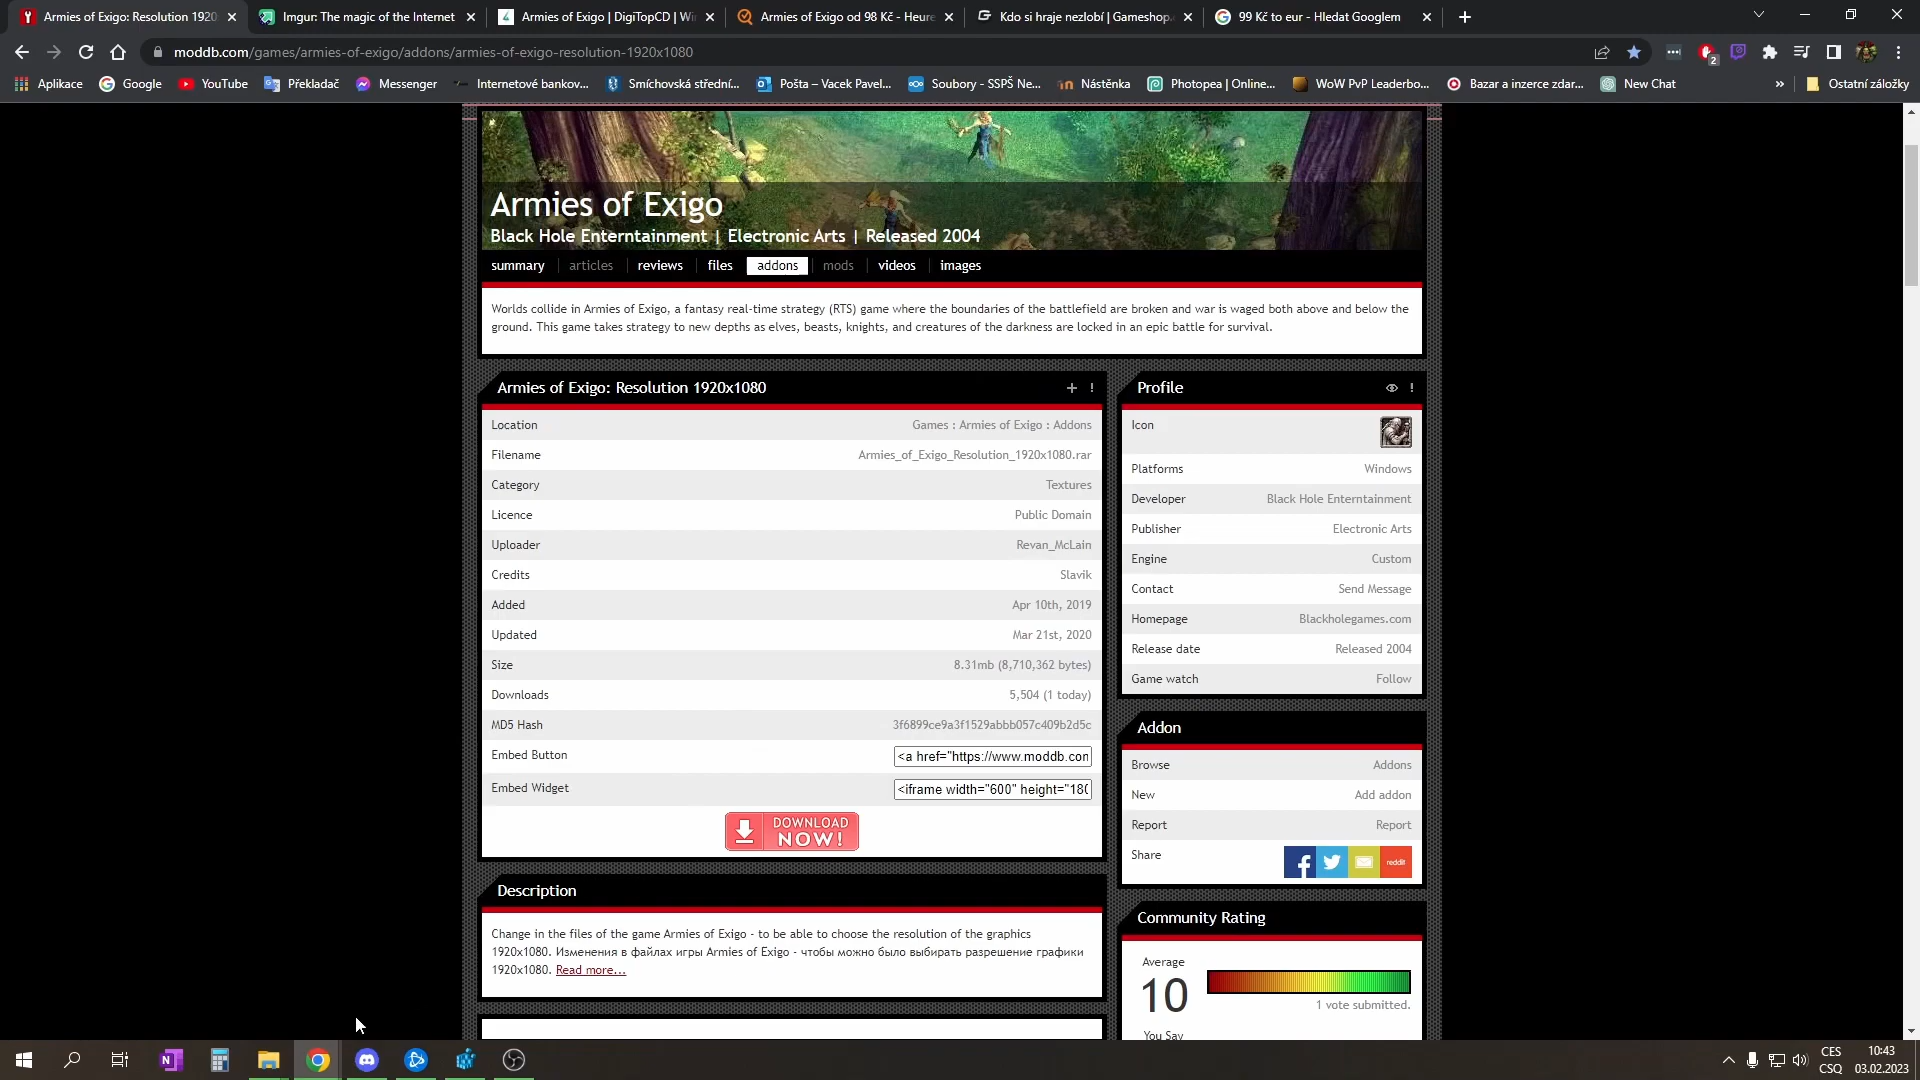 Armies of Exigo: Resolution 1920
Imgur: The magic of the Internet
Armies of Exigo | DigiTopCD | Wi
Armies of Exigo od 98 Kč - Heure
Kdo si hraje nezlobí | Gameshop.
99 Kč to eur - Hledat Googlem
moddb.com/games/armies-of-exigo/addons/armies-of-exigo-resolution-1920x1080
2
Aplikace
Google
YouTube
Překladač
Messenger
Internetové bankov...
Smíchovská střední...
Pošta – Vacek Pavel...
Soubory - SSPŠ Ne...
Nástěnka
Photopea | Online...
WoW PvP Leaderbo...
Bazar a inzerce zdar...
New Chat
»
Ostatní záložky
Armies of Exigo
Black Hole Enterntainment | Electronic Arts | Released 2004
summary articles reviews files addons mods videos images
Worlds collide in Armies of Exigo, a fantasy real-time strategy (RTS) game where the boundaries of the battlefield are broken and war is waged both above and below the
ground. This game takes strategy to new depths as elves, beasts, knights, and creatures of the darkness are locked in an epic battle for survival.
Armies of Exigo: Resolution 1920x1080
+ !
Location Games : Armies of Exigo : Addons
Filename Armies_of_Exigo_Resolution_1920x1080.rar
Category Textures
Licence Public Domain
Uploader Revan_McLain
Credits Slavik
Added Apr 10th, 2019
Updated Mar 21st, 2020
Size 8.31mb (8,710,362 bytes)
Downloads 5,504 (1 today)
MD5 Hash 3f6899ce9a3f1529abbb057c409b2d5c
Embed Button <a href="https://www.moddb.con
Embed Widget <iframe width="600" height="180
DOWNLOAD
NOW!
Description
Change in the files of the game Armies of Exigo - to be able to choose the resolution of the graphics
1920x1080. Изменения в файлах игры Armies of Exigo - чтобы можно было выбирать разрешение графики
1920x1080. Read more...
Profile
!
Icon
Platforms Windows
Developer Black Hole Enterntainment
Publisher Electronic Arts
Engine Custom
Contact Send Message
Homepage Blackholegames.com
Release date Released 2004
Game watch Follow
Addon
Browse Addons
New Add addon
Report Report
Share
reddit
Community Rating
Average
10
1 vote submitted.
You Say
CES
CSQ
10:43
03.02.2023